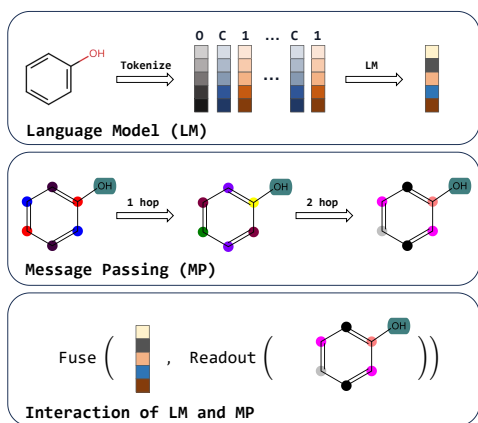 O C 1 ... C 1
OH
Tokenize ... LM
Language Model (LM)
OH OH OH
1 hop 2 hop
Message Passing (MP)
OH
Fuse ( , Readout ( ))
Interaction of LM and MP